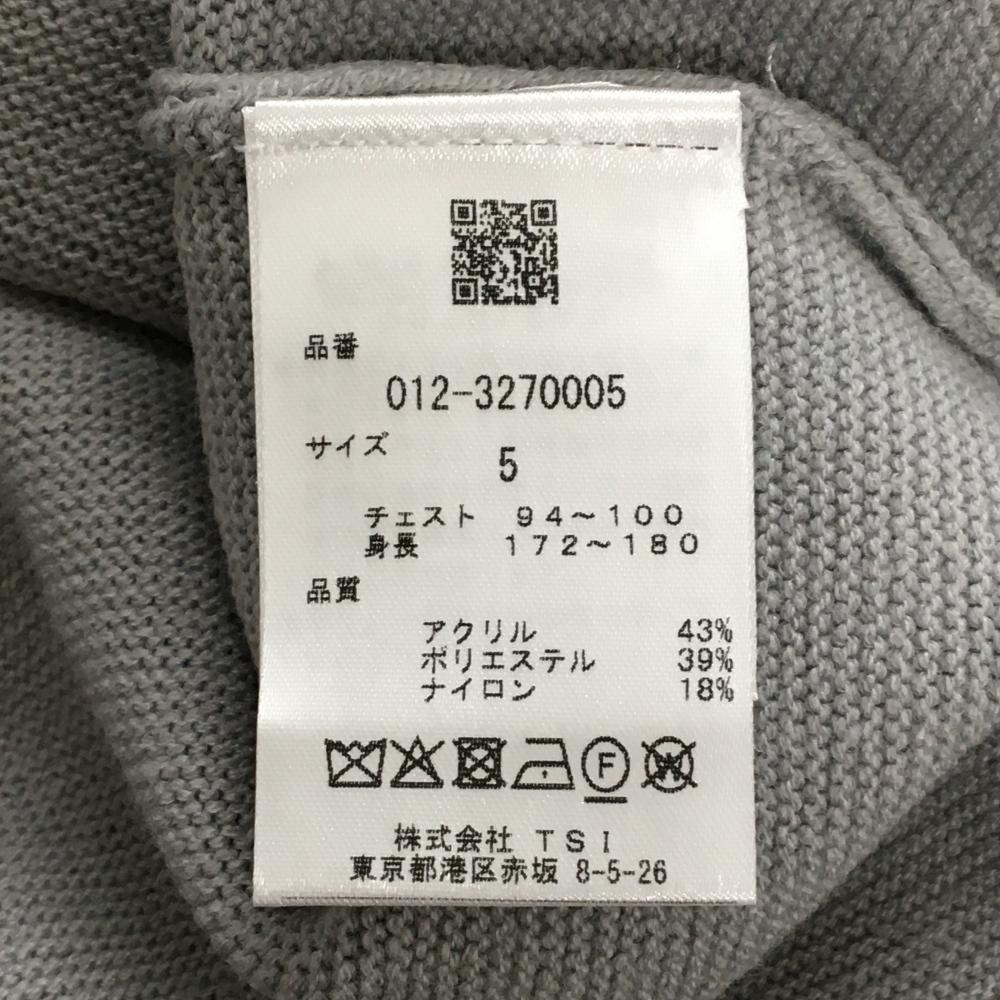 品番
012-3270005
サイズ
5
チェスト 94～100
身長 172～180
品質
アクリル 43%
ポリエステル 39%
ナイロン 18%
F W
株式会社 TSI
東京都港区赤坂 8-5-26